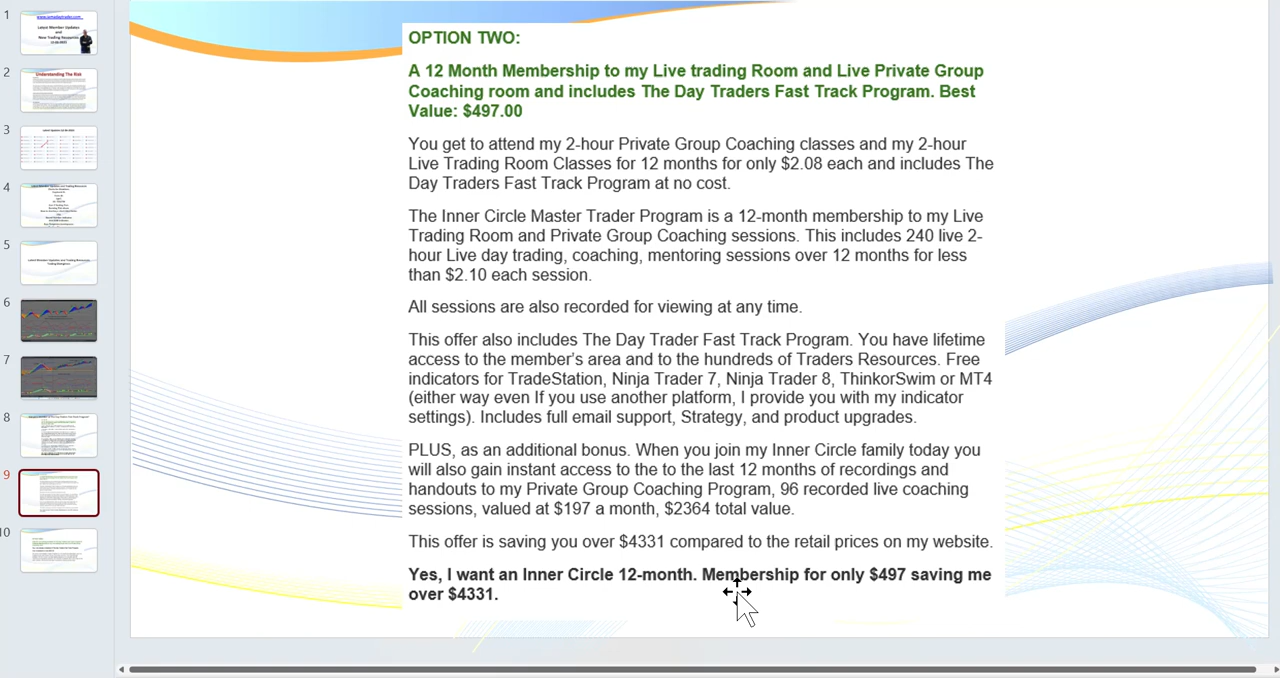 OPTION TWO:
A 12 Month Membership to my Live trading Room and Live Private Group
Coaching room and includes The Day Traders Fast Track Program. Best
Value: $497.00
You get to attend my 2-hour Private Group Coaching classes and my 2-hour
Live Trading Room Classes for 12 months for only $2.08 each and includes The
Day Traders Fast Track Program at no cost.
The Inner Circle Master Trader Program is a 12-month membership to my Live
Trading Room and Private Group Coaching sessions. This includes 240 live 2-
hour Live day trading, coaching, mentoring sessions over 12 months for less
than $2.10 each session.
All sessions are also recorded for viewing at any time.
This offer also includes The Day Trader Fast Track Program. You have lifetime
access to the member's area and to the hundreds of Traders Resources. Free
indicators for TradeStation, Ninja Trader 7, Ninja Trader 8, ThinkorSwim or MT4
(either way even If you use another platform, I provide you with my indicator
settings). Includes full email support, Strategy and product upgrades.
PLUS, as an additional bonus. When you join my Inner Circle family today you
will also gain instant access to the to the last 12 months of recordings and
handouts from my Private Group Coaching Program. 96 recorded live coaching
sessions, valued at $197 a month, $2364 total value.
This offer is saving you over $4331 compared to the retail prices on my website.
Yes, I want an Inner Circle 12-month. Membership for only $497 saving me
over $4331.
1
2
Understanding The Risk
3
4
5
6
7
8
9
10